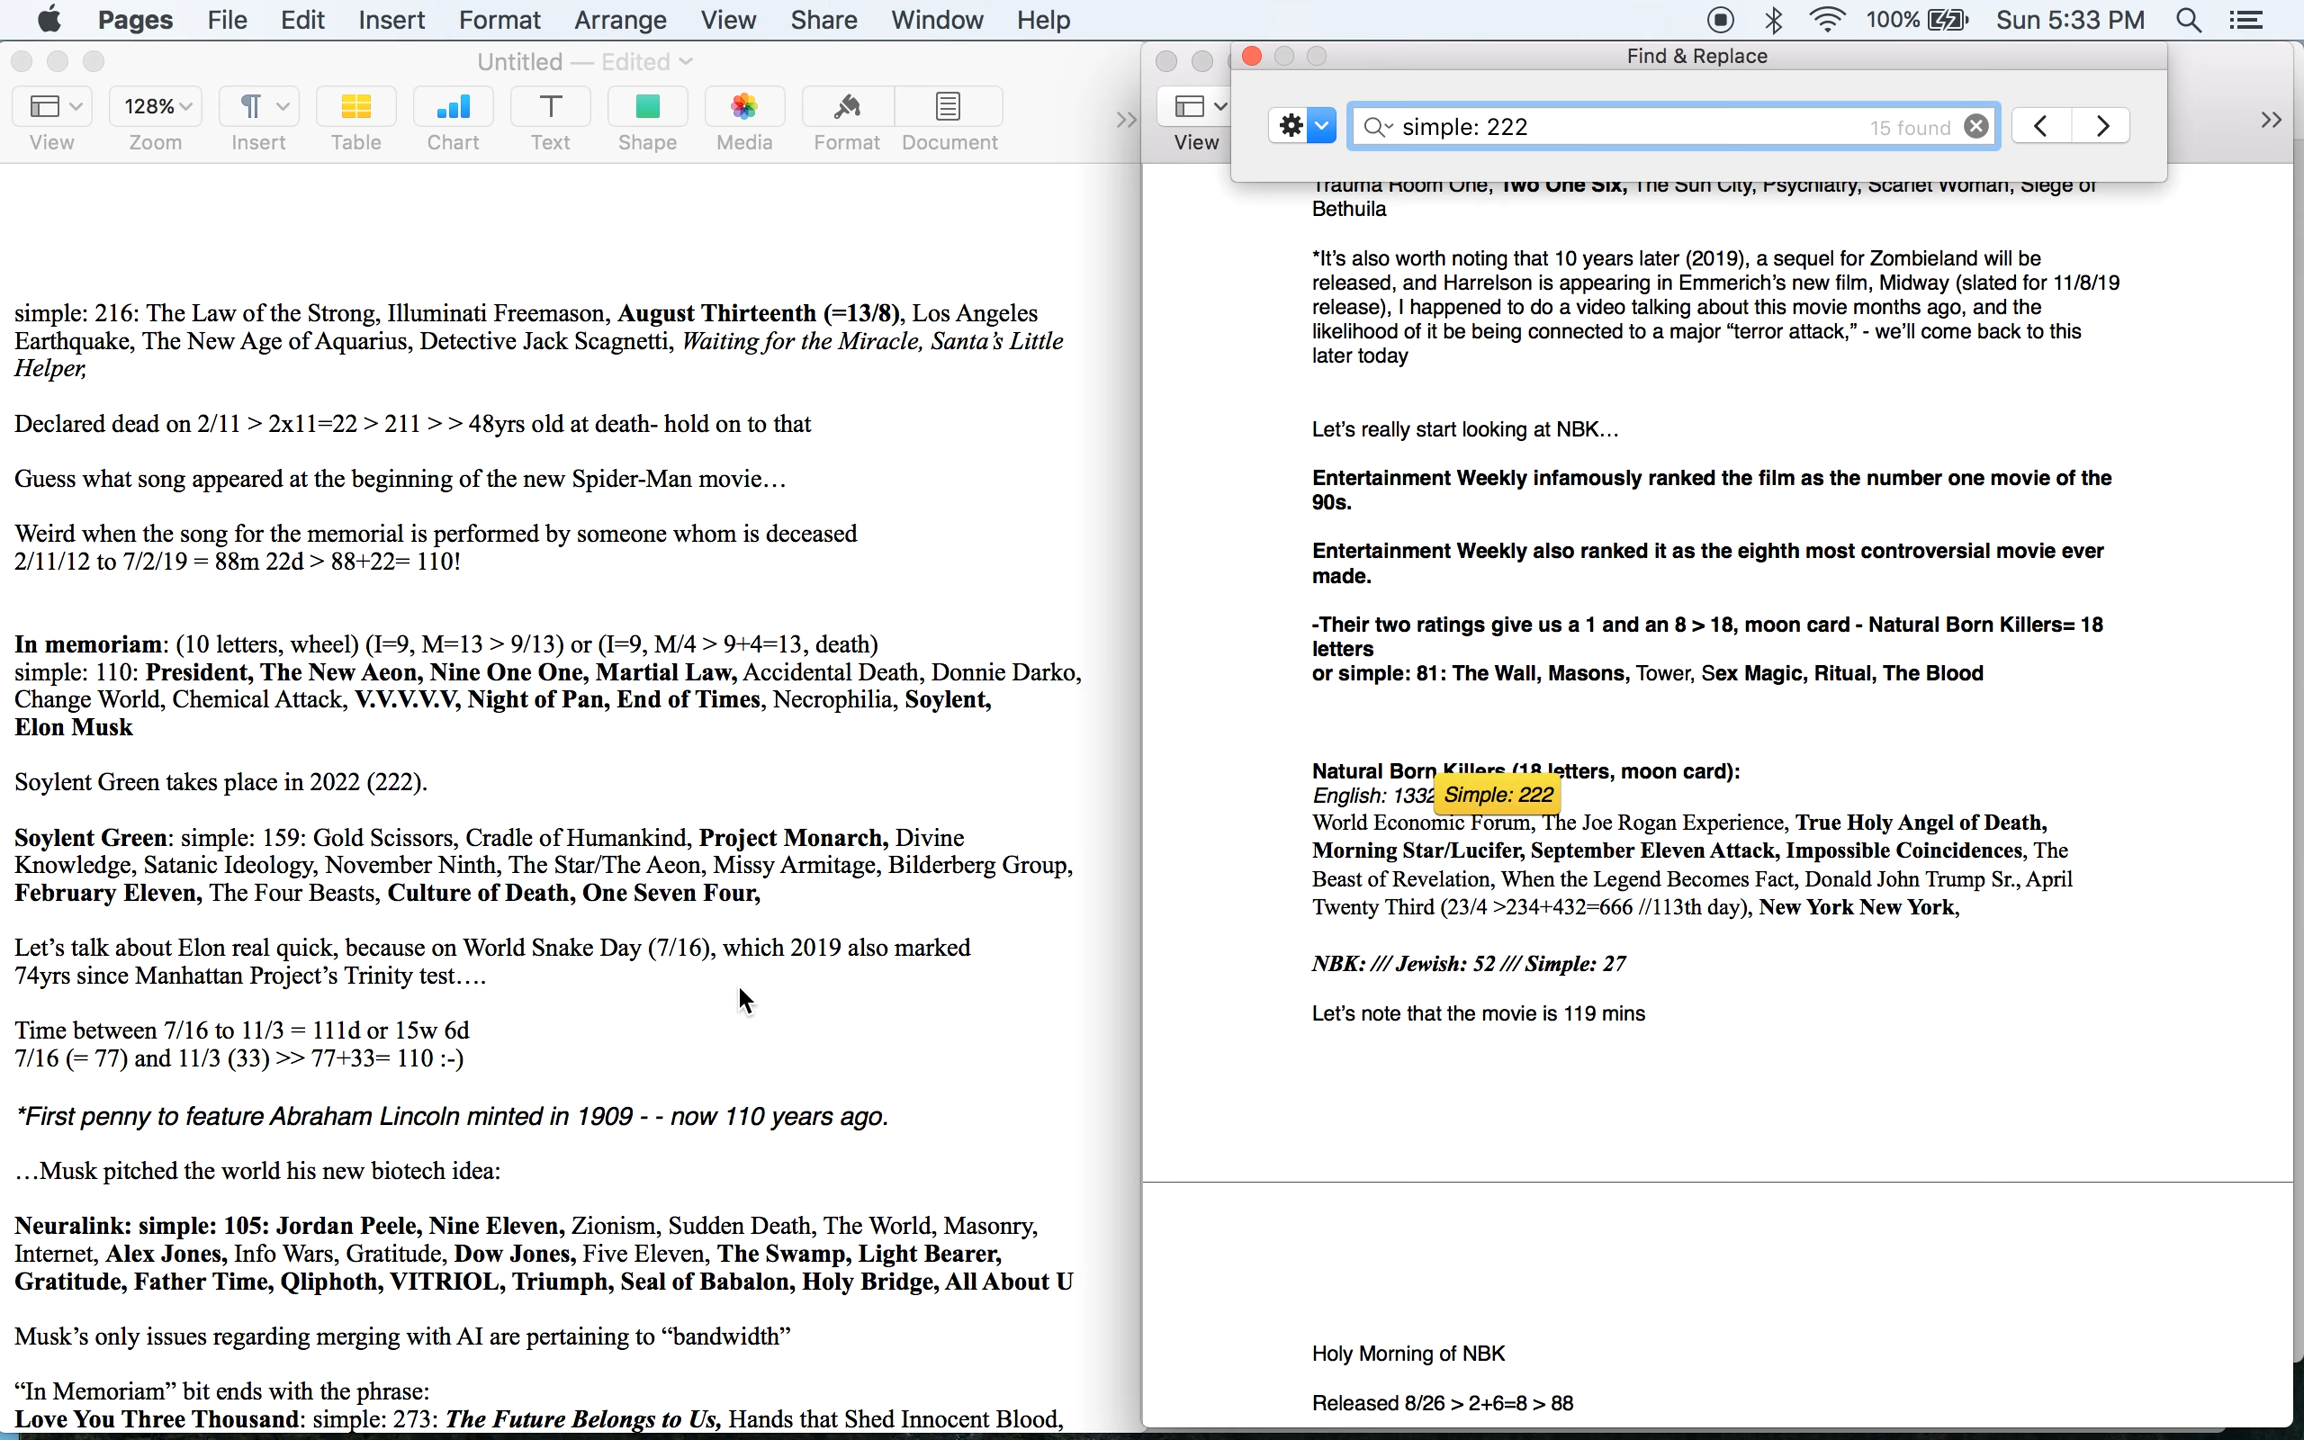 Pages File Edit Insert Format Arrange View Share Window Help 100% Sun 5:33 PM
Untitled — Edited
128%
View Zoom Insert Table Chart Text Shape Media Format Document
simple: 216: The Law of the Strong, Illuminati Freemason, August Thirteenth (=13/8), Los Angeles
Earthquake, The New Age of Aquarius, Detective Jack Scagnetti, Waiting for the Miracle, Santa's Little
Helper,
Declared dead on 2/11 > 2x11=22 > 211 > > 48yrs old at death- hold on to that
Guess what song appeared at the beginning of the new Spider-Man movie…
Weird when the song for the memorial is performed by someone whom is deceased
2/11/12 to 7/2/19 = 88m 22d > 88+22= 110!
In memoriam: (10 letters, wheel) (I=9, M=13 > 9/13) or (I=9, M/4 > 9+4=13, death)
simple: 110: President, The New Aeon, Nine One One, Martial Law, Accidental Death, Donnie Darko,
Change World, Chemical Attack, V.V.V.V.V, Night of Pan, End of Times, Necrophilia, Soylent,
Elon Musk
Soylent Green takes place in 2022 (222).
Soylent Green: simple: 159: Gold Scissors, Cradle of Humankind, Project Monarch, Divine
Knowledge, Satanic Ideology, November Ninth, The Star/The Aeon, Missy Armitage, Bilderberg Group,
February Eleven, The Four Beasts, Culture of Death, One Seven Four,
Let's talk about Elon real quick, because on World Snake Day (7/16), which 2019 also marked
74yrs since Manhattan Project's Trinity test….
Time between 7/16 to 11/3 = 111d or 15w 6d
7/16 (= 77) and 11/3 (33) >> 77+33= 110 :-)
*First penny to feature Abraham Lincoln minted in 1909 - - now 110 years ago.
…Musk pitched the world his new biotech idea:
Neuralink: simple: 105: Jordan Peele, Nine Eleven, Zionism, Sudden Death, The World, Masonry,
Internet, Alex Jones, Info Wars, Gratitude, Dow Jones, Five Eleven, The Swamp, Light Bearer,
Gratitude, Father Time, Qliphoth, VITRIOL, Triumph, Seal of Babalon, Holy Bridge, All About U
Musk's only issues regarding merging with AI are pertaining to “bandwidth”
“In Memoriam” bit ends with the phrase:
Love You Three Thousand: simple: 273: The Future Belongs to Us, Hands that Shed Innocent Blood,
Find & Replace
simple: 222 15 found
View
Trauma Room One, Two One Six, The Sun City, Psychiatry, Scarlet Woman, Siege of
Bethuila
*It's also worth noting that 10 years later (2019), a sequel for Zombieland will be
released, and Harrelson is appearing in Emmerich's new film, Midway (slated for 11/8/19
release), I happened to do a video talking about this movie months ago, and the
likelihood of it be being connected to a major “terror attack,” - we'll come back to this
later today
Let's really start looking at NBK…
Entertainment Weekly infamously ranked the film as the number one movie of the
90s.
Entertainment Weekly also ranked it as the eighth most controversial movie ever
made.
-Their two ratings give us a 1 and an 8 > 18, moon card - Natural Born Killers= 18
letters
or simple: 81: The Wall, Masons, Tower, Sex Magic, Ritual, The Blood
Natural Born Killers (18 letters, moon card):
English: 1332 Simple: 222
World Economic Forum, The Joe Rogan Experience, True Holy Angel of Death,
Morning Star/Lucifer, September Eleven Attack, Impossible Coincidences, The
Beast of Revelation, When the Legend Becomes Fact, Donald John Trump Sr., April
Twenty Third (23/4 >234+432=666 //113th day), New York New York,
NBK: /// Jewish: 52 /// Simple: 27
Let's note that the movie is 119 mins
Holy Morning of NBK
Released 8/26 > 2+6=8 > 88